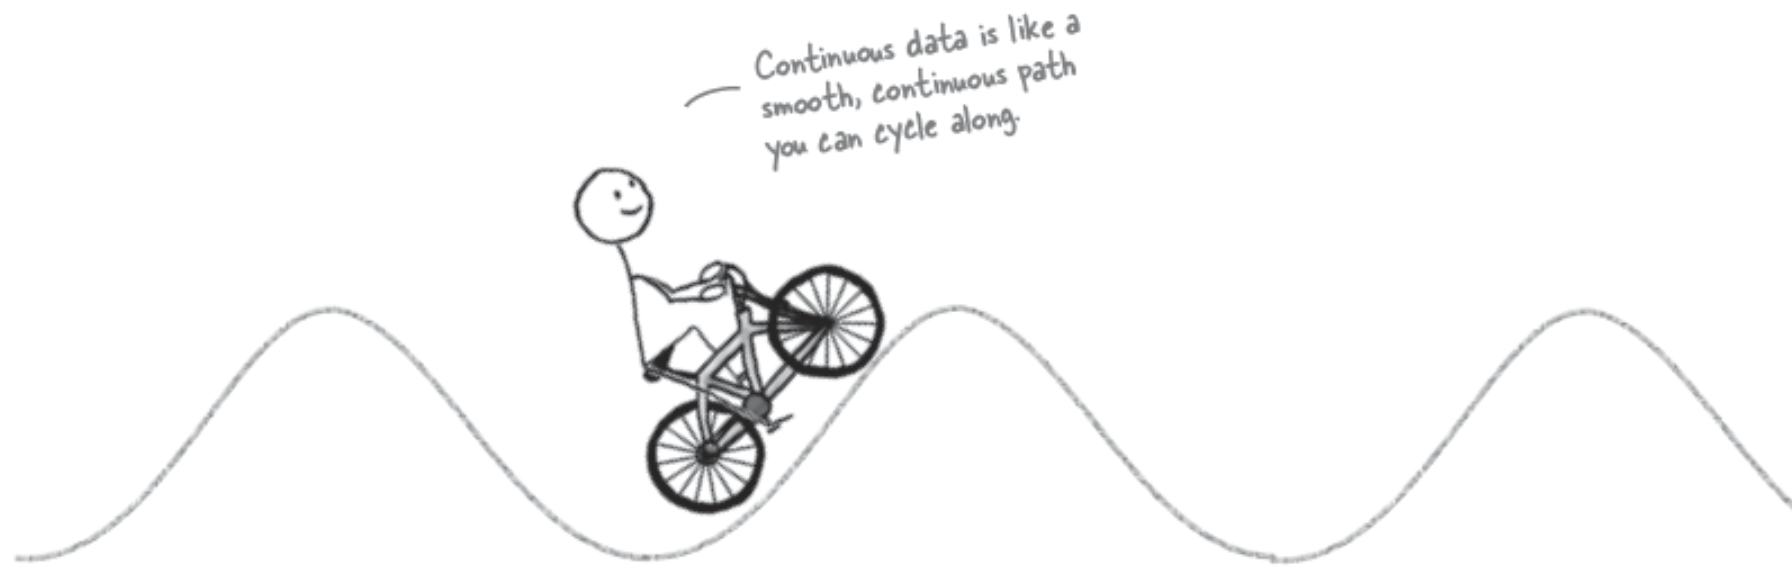 Continuous data is like a
smooth, continuous path
you can cycle along.